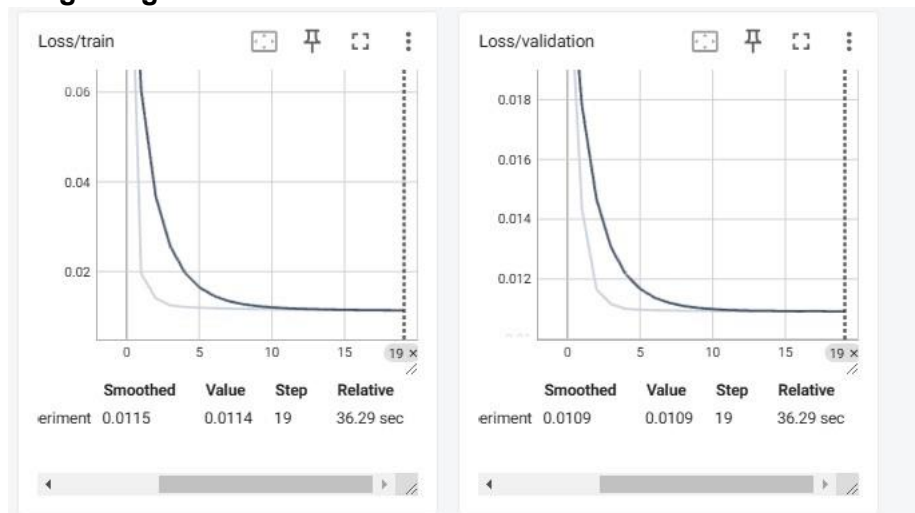 Loss/train
0.06
0.04
0.02
0 5 10 15 19 ×
Smoothed Value Step Relative
eriment 0.0115 0.0114 19 36.29 sec
Loss/validation
0.018
0.016
0.014
0.012
0 5 10 15 19 ×
Smoothed Value Step Relative
eriment 0.0109 0.0109 19 36.29 sec